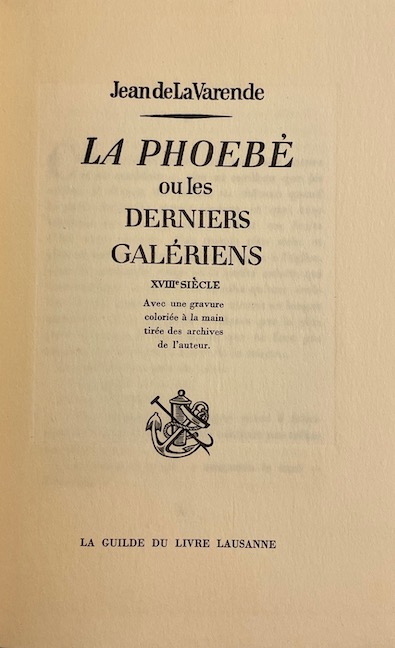 Jean de La Varende
LA PHOEBÉ
ou les
DERNIERS
GALÉRIENS
XVIIIe SIÈCLE
Avec une gravure
coloriée à la main
tirée des archives
de l'auteur.
LA GUILDE DU LIVRE LAUSANNE